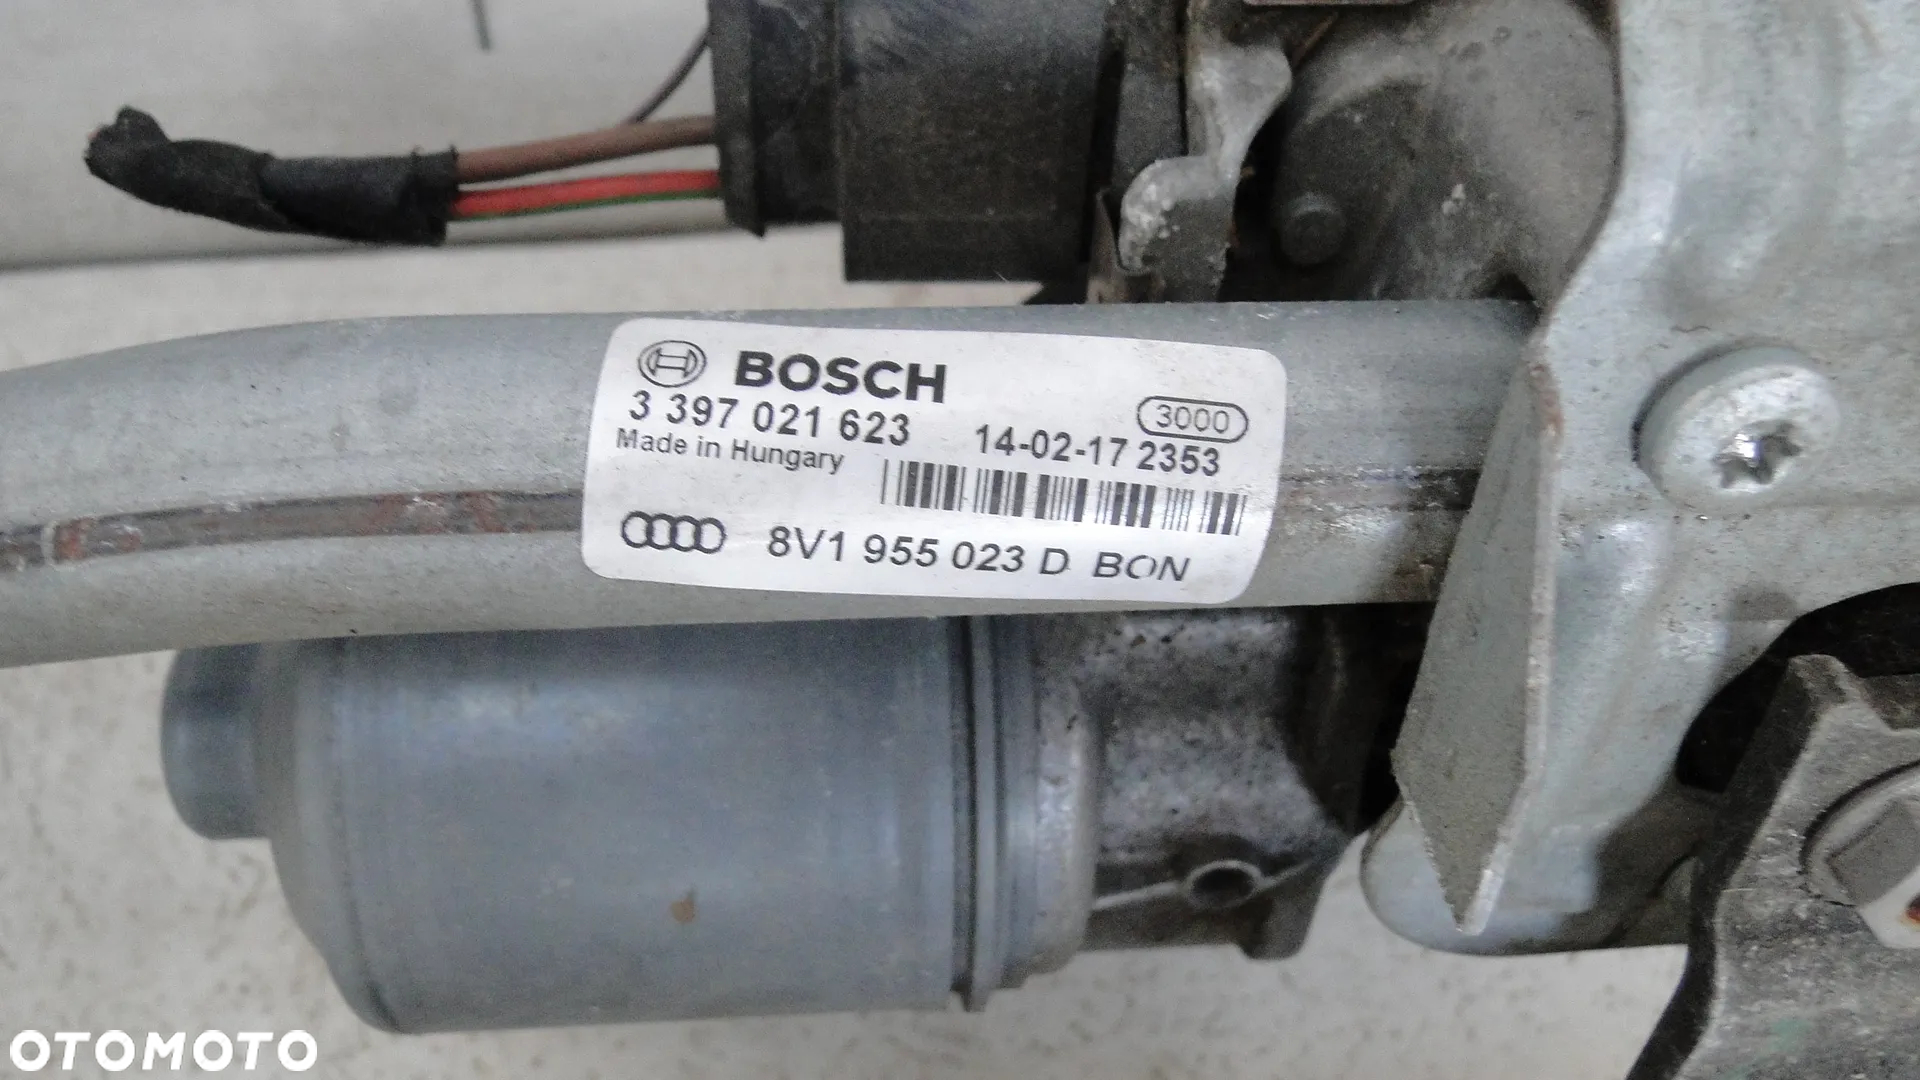 BOSCH
3 397 021 623
3000
Made in Hungary
14-02-17 2353
8V1 955 023 D BON
OTOMOTO